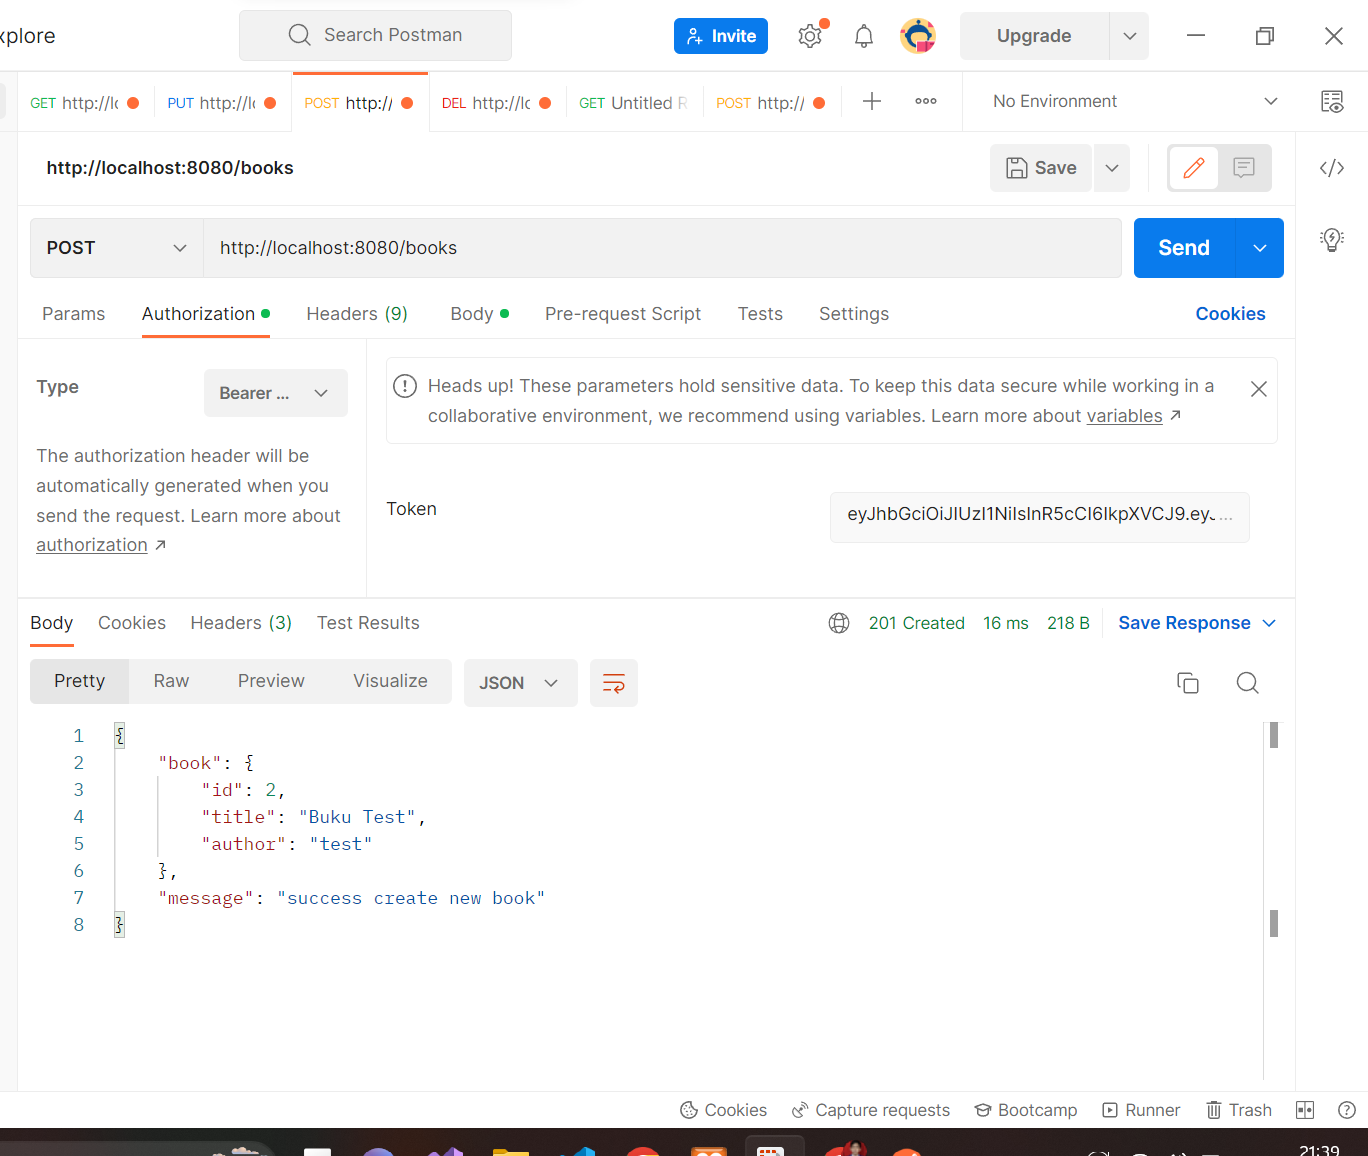 xplore
Search Postman
Invite
Upgrade
GET http://lo
PUT http://lo
POST http://
DEL http://lo
GET Untitled R
POST http://
No Environment
http://localhost:8080/books
Save
POST
http://localhost:8080/books
Send
Params
Authorization
Headers (9)
Body
Pre-request Script
Tests
Settings
Cookies
Type
Bearer ...
Heads up! These parameters hold sensitive data. To keep this data secure while working in a
collaborative environment, we recommend using variables. Learn more about variables ↗
The authorization header will be
automatically generated when you
send the request. Learn more about
authorization ↗
Token
eyJhbGciOiJIUzI1NiIsInR5cCI6IkpXVCJ9.eyJ...
Body
Cookies
Headers (3)
Test Results
201 Created
16 ms
218 B
Save Response
Pretty
Raw
Preview
Visualize
JSON
1 {
2 "book": {
3 "id": 2,
4 "title": "Buku Test",
5 "author": "test"
6 },
7 "message": "success create new book"
8 }
Cookies
Capture requests
Bootcamp
Runner
Trash
21:39